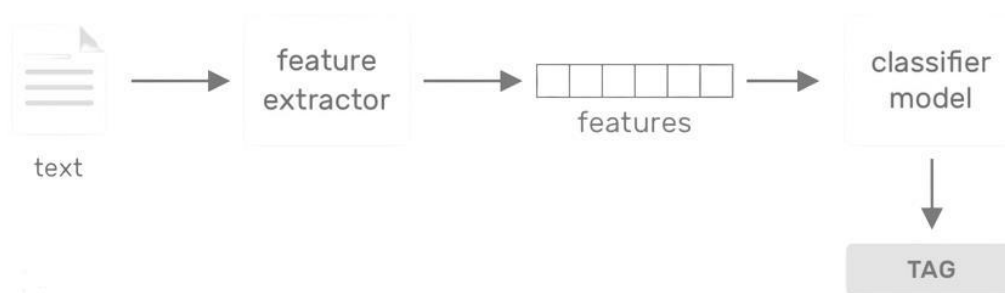 text
feature
extractor
features
classifier
model
TAG